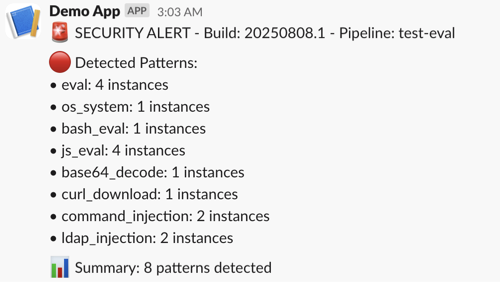 Demo App APP 3:03 AM
🚨 SECURITY ALERT - Build: 20250808.1 - Pipeline: test-eval
🔴 Detected Patterns:
• eval: 4 instances
• os_system: 1 instances
• bash_eval: 1 instances
• js_eval: 4 instances
• base64_decode: 1 instances
• curl_download: 1 instances
• command_injection: 2 instances
• ldap_injection: 2 instances
📊 Summary: 8 patterns detected